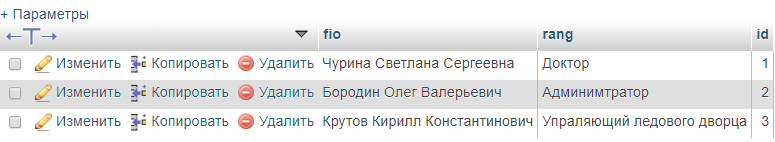 + Параметры
←T→ fio rang id
Изменить Копировать Удалить Чурина Светлана Сергеевна Доктор 1
Изменить Копировать Удалить Бородин Олег Валерьевич Админимтратор 2
Изменить Копировать Удалить Крутов Кирилл Константинович Упраляющий ледового дворца 3